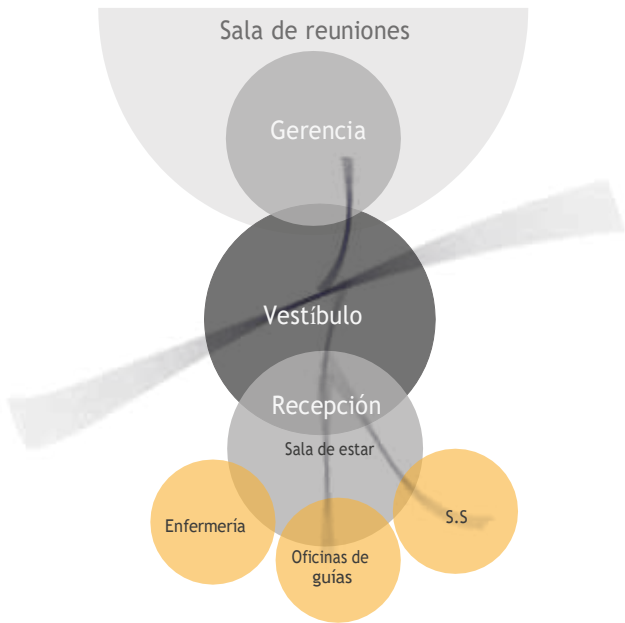 Sala de reuniones
Gerencia
Vestíbulo
Recepción
Sala de estar
Enfermería
S.S
Oficinas de
guías